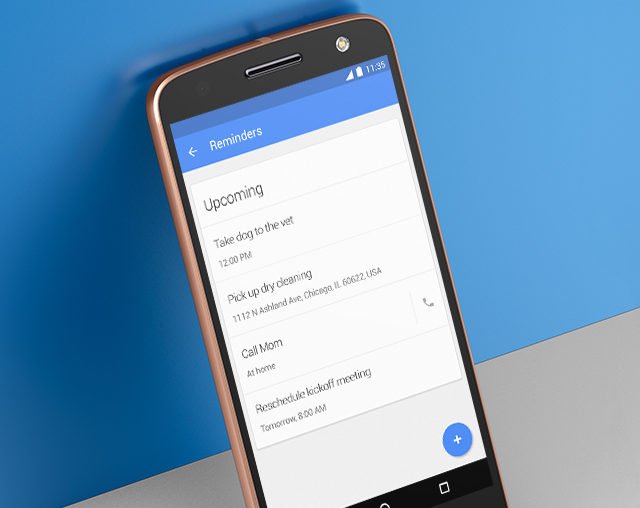 11:35
Reminders
Upcoming
Take dog to the vet
12:00 PM
Pick up dry cleaning
1112 N Ashland Ave, Chicago, IL 60622, USA
Call Mom
At home
Reschedule kickoff meeting
Tomorrow, 8:00 AM